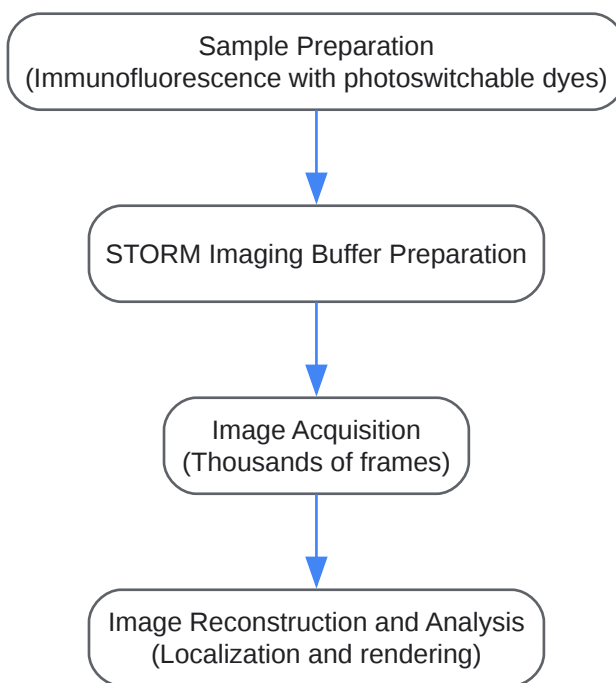 Sample Preparation
(Immunofluorescence with photoswitchable dyes)
STORM Imaging Buffer Preparation
Image Acquisition
(Thousands of frames)
Image Reconstruction and Analysis
(Localization and rendering)